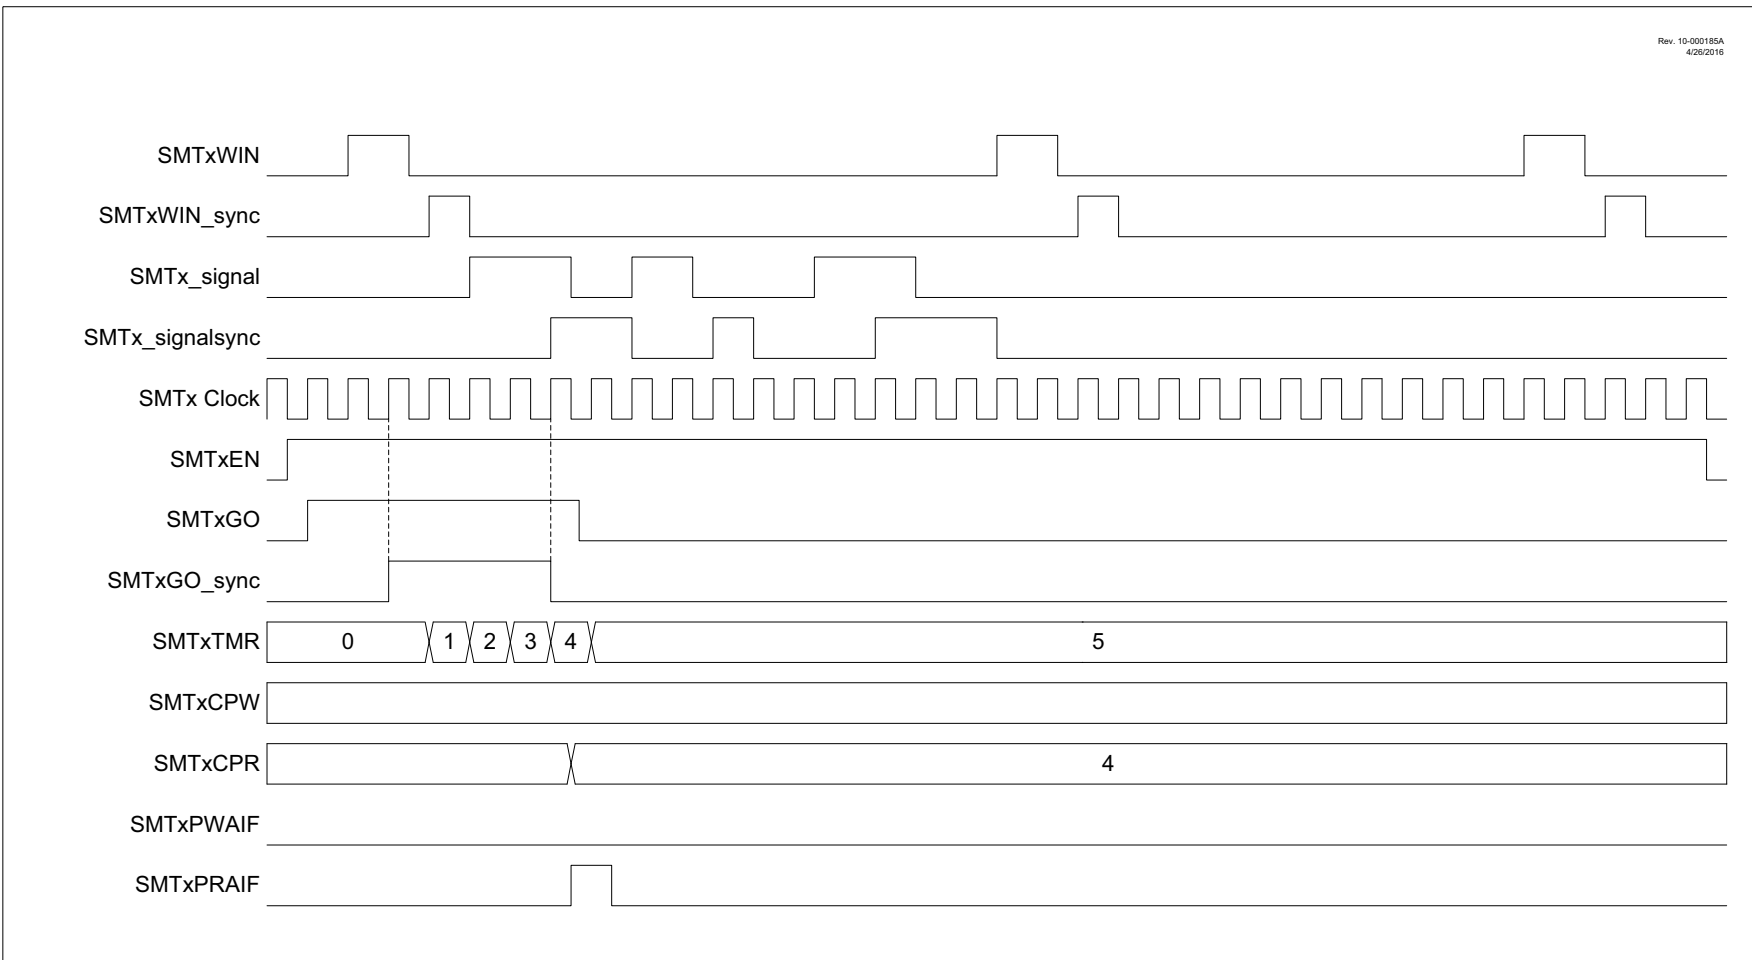 Rev. 10-000185A
4/26/2016
SMTxWIN
SMTxWIN_sync
SMTx_signal
SMTx_signalsync
SMTx Clock
SMTxEN
SMTxGO
SMTxGO_sync
SMTxTMR 0 1 2 3 4 5
SMTxCPW
SMTxCPR 4
SMTxPWAIF
SMTxPRAIF